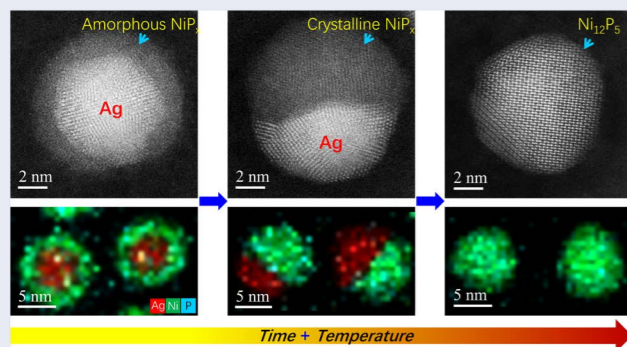 Amorphous NiPₓ
Ag
2 nm
Crystalline NiPₓ
Ag
2 nm
Ni₁₂P₅
2 nm
5 nm
Ag Ni P
5 nm
5 nm
Time + Temperature